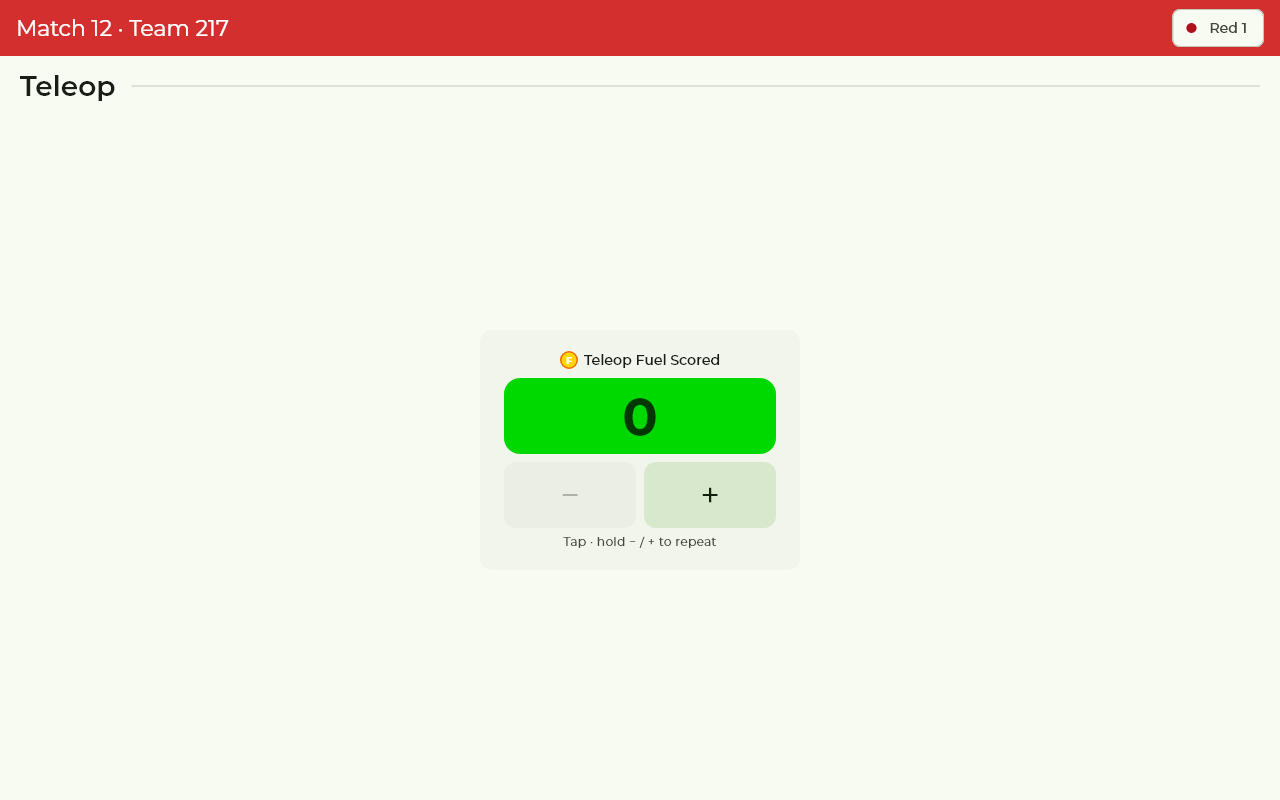 Match 12 · Team 217
Red 1
Teleop
F Teleop Fuel Scored
0
− +
Tap · hold − / + to repeat